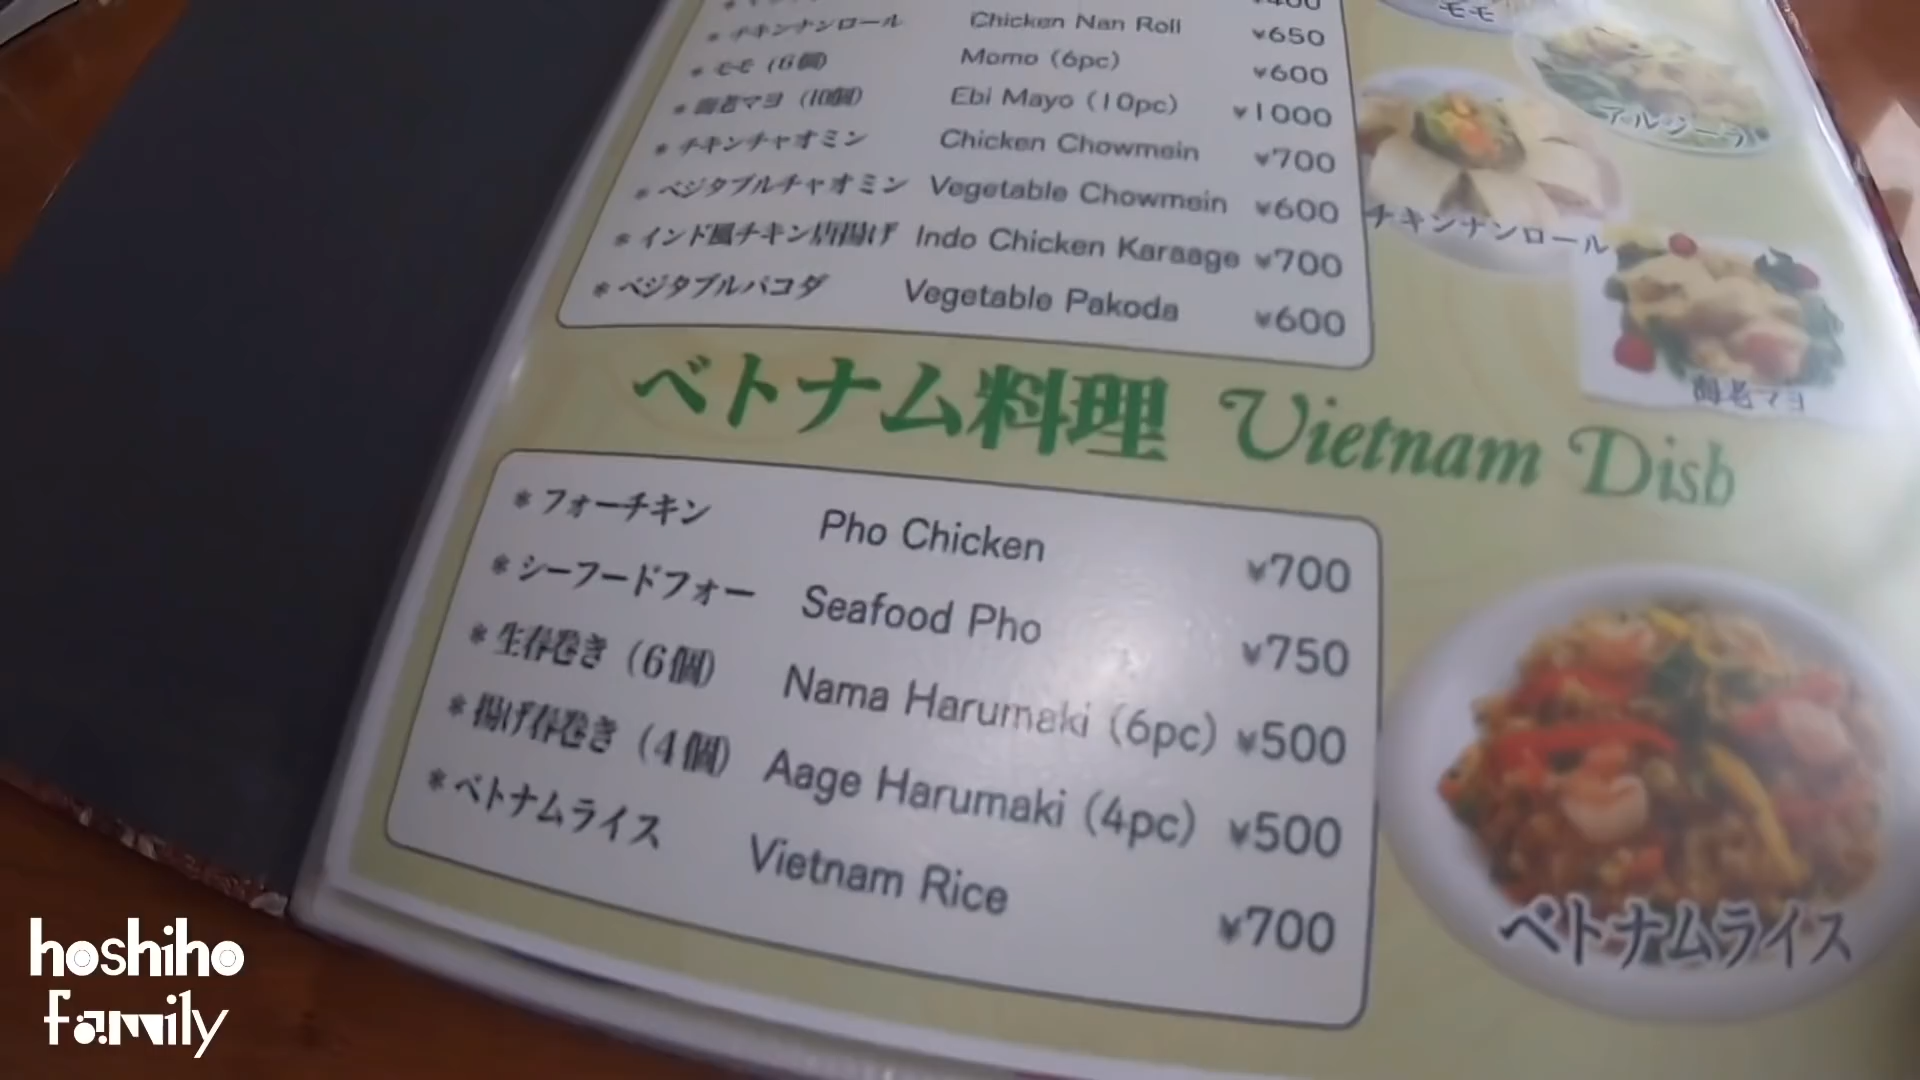 ¥400
* チキンナンロール Chicken Nan Roll ¥650
* モモ (6個) Momo (6pc) ¥600
* 海老マヨ (10個) Ebi Mayo (10pc) ¥1000
* チキンチャオミン Chicken Chowmein ¥700
* ベジタブルチャオミン Vegetable Chowmein ¥600
* インド風チキン唐揚げ Indo Chicken Karaage ¥700
* ベジタブルパコダ Vegetable Pakoda ¥600
モモ
アルジーラ
チキンナンロール
海老マヨ
ベトナム料理 Vietnam Dish
* フォーチキン Pho Chicken ¥700
* シーフードフォー Seafood Pho ¥750
* 生春巻き (6個) Nama Harumaki (6pc) ¥500
* 揚げ春巻き (4個) Aage Harumaki (4pc) ¥500
* ベトナムライス Vietnam Rice ¥700
ベトナムライス
hoshiho
family